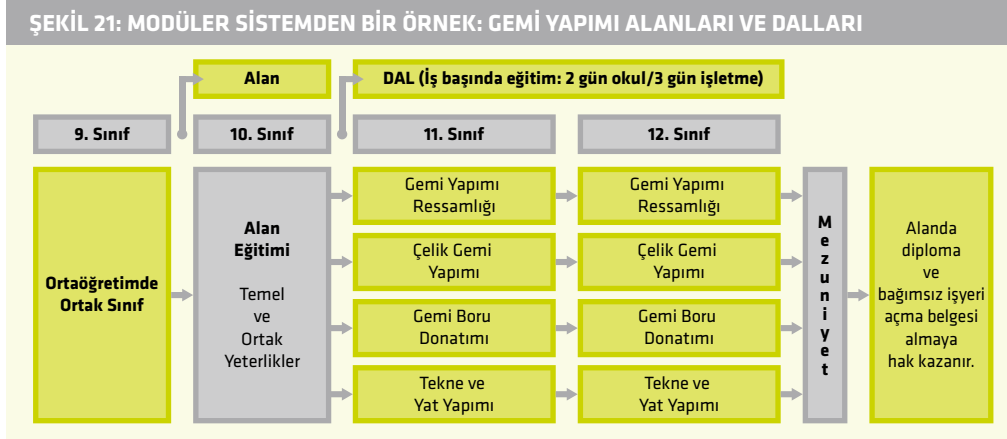 ŞEKİL 21: MODÜLER SİSTEMDEN BİR ÖRNEK: GEMİ YAPIMI ALANLARI VE DALLARI
Alan
DAL (İş başında eğitim: 2 gün okul/3 gün işletme)
9. Sınıf
10. Sınıf
11. Sınıf
12. Sınıf
Ortaöğretimde
Ortak Sınıf
Alan
Eğitimi
Temel
ve
Ortak
Yeterlikler
Gemi Yapımı
Ressamlığı
Gemi Yapımı
Ressamlığı
Çelik Gemi
Yapımı
Çelik Gemi
Yapımı
Gemi Boru
Donatımı
Gemi Boru
Donatımı
Tekne ve
Yat Yapımı
Tekne ve
Yat Yapımı
Mezuniyet
Alanda
diploma
ve
bağımsız işyeri
açma belgesi
almaya
hak kazanır.